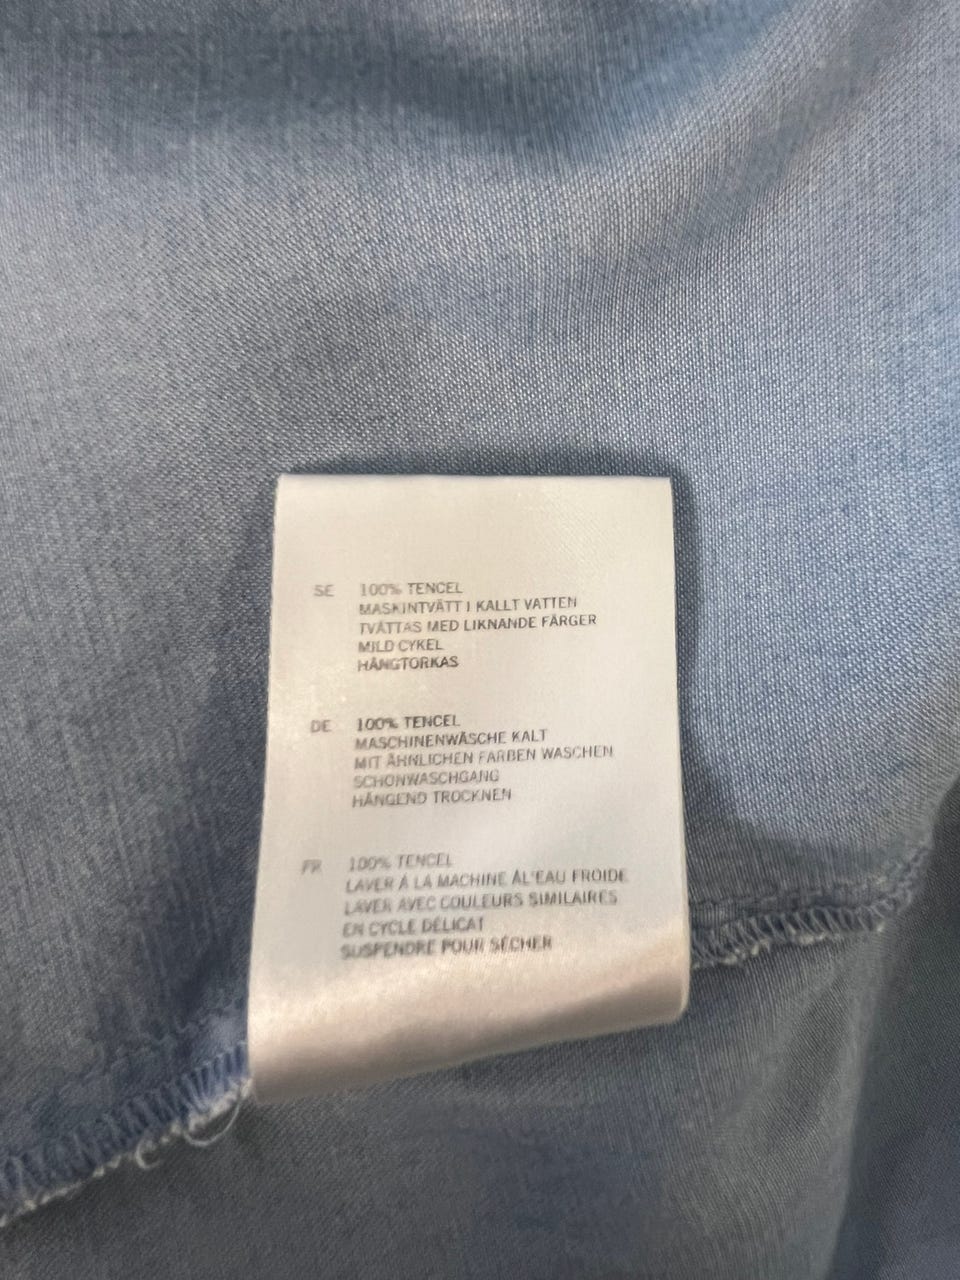 SE 100% TENCEL
MASKINTVÄTT I KALLT VATTEN
TVÄTTAS MED LIKNANDE FÄRGER
MILD CYKEL
HÄNGTORKAS
DE 100% TENCEL
MASCHINENWÄSCHE KALT
MIT ÄHNLICHEN FARBEN WASCHEN
SCHONWASCHGANG
HÄNGEND TROCKNEN
FR 100% TENCEL
LAVER À LA MACHINE ÀL'EAU FROIDE
LAVER AVEC COULEURS SIMILAIRES
EN CYCLE DÉLICAT
SUSPENDRE POUR SÉCHER